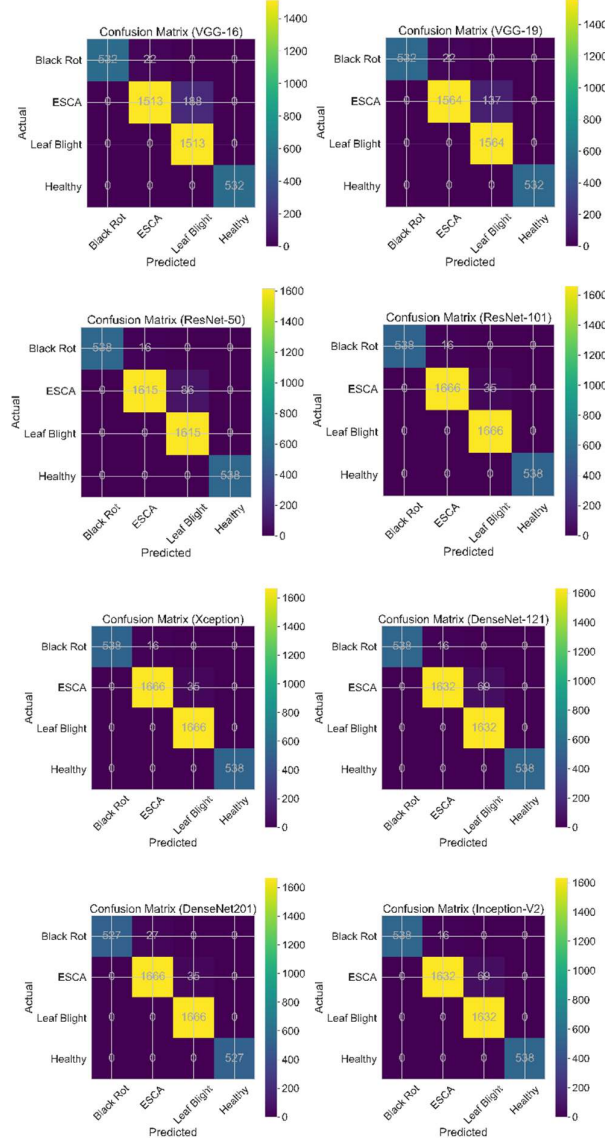 Confusion Matrix (VGG-16)
Actual
Black Rot 532 22 0 0
ESCA 0 1513 188 0
Leaf Blight 0 0 1513 0
Healthy 0 0 0 532
Black Rot ESCA Leaf Blight Healthy
Predicted
1400
1200
1000
800
600
400
200
0
Confusion Matrix (VGG-19)
Actual
Black Rot 532 22 0 0
ESCA 0 1564 137 0
Leaf Blight 0 0 1564 0
Healthy 0 0 0 532
Black Rot ESCA Leaf Blight Healthy
Predicted
1400
1200
1000
800
600
400
200
0
Confusion Matrix (ResNet-50)
Actual
Black Rot 538 16 0 0
ESCA 0 1615 86 0
Leaf Blight 0 0 1615 0
Healthy 0 0 0 538
Black Rot ESCA Leaf Blight Healthy
Predicted
1600
1400
1200
1000
800
600
400
200
0
Confusion Matrix (ResNet-101)
Actual
Black Rot 538 16 0 0
ESCA 0 1666 35 0
Leaf Blight 0 0 1666 0
Healthy 0 0 0 538
Black Rot ESCA Leaf Blight Healthy
Predicted
1600
1400
1200
1000
800
600
400
200
0
Confusion Matrix (Xception)
Actual
Black Rot 538 16 0 0
ESCA 0 1666 35 0
Leaf Blight 0 0 1666 0
Healthy 0 0 0 538
Black Rot ESCA Leaf Blight Healthy
Predicted
1600
1400
1200
1000
800
600
400
200
0
Confusion Matrix (DenseNet-121)
Actual
Black Rot 538 16 0 0
ESCA 0 1632 69 0
Leaf Blight 0 0 1632 0
Healthy 0 0 0 538
Black Rot ESCA Leaf Blight Healthy
Predicted
1600
1400
1200
1000
800
600
400
200
0
Confusion Matrix (DenseNet201)
Actual
Black Rot 527 27 0 0
ESCA 0 1666 35 0
Leaf Blight 0 0 1666 0
Healthy 0 0 0 527
Black Rot ESCA Leaf Blight Healthy
Predicted
1600
1400
1200
1000
800
600
400
200
0
Confusion Matrix (Inception-V2)
Actual
Black Rot 538 16 0 0
ESCA 0 1632 69 0
Leaf Blight 0 0 1632 0
Healthy 0 0 0 538
Black Rot ESCA Leaf Blight Healthy
Predicted
1600
1400
1200
1000
800
600
400
200
0